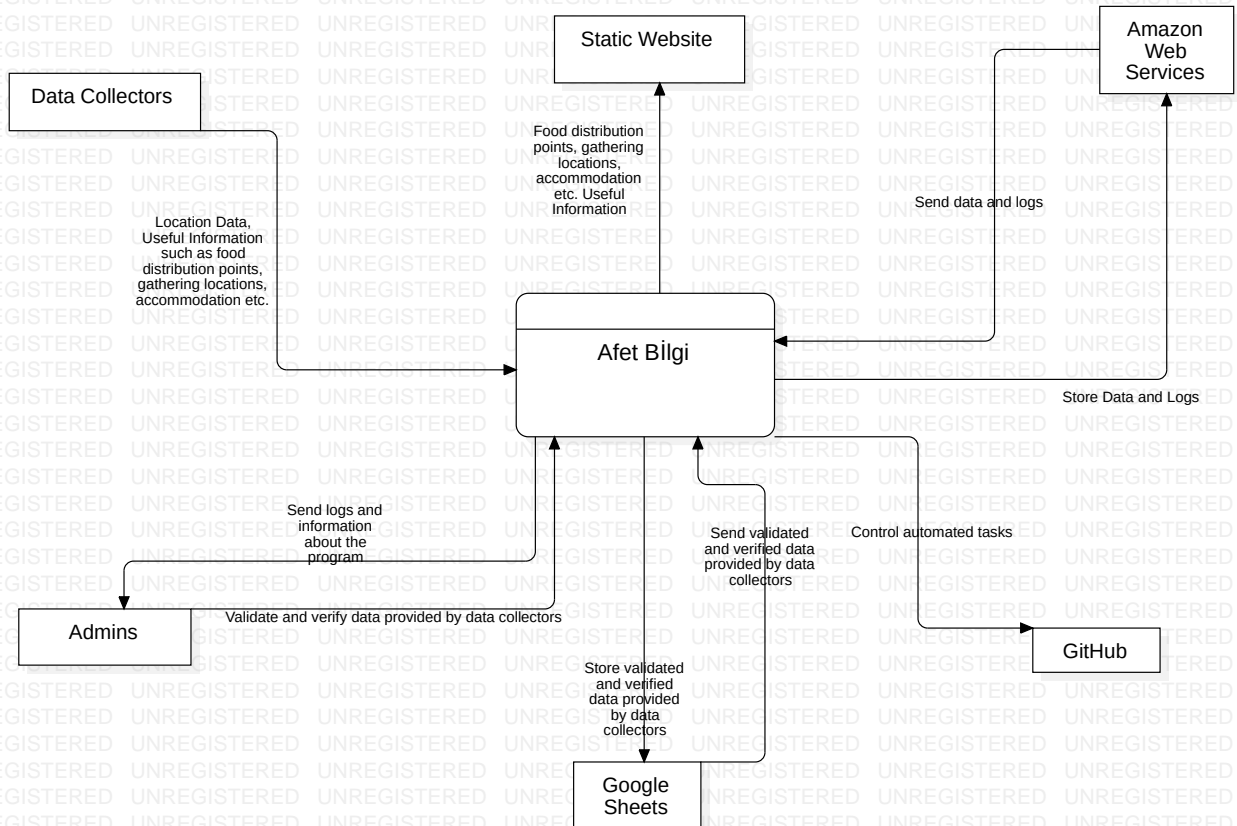 Static Website
Amazon
Web
Services
Data Collectors
Food distribution
points, gathering
locations,
accommodation
etc. Useful
Information
Send data and logs
Location Data,
Useful Information
such as food
distribution points,
gathering locations,
accommodation etc.
Afet Bİlgi
Store Data and Logs
Send logs and
information
about the
program
Send validated
and verified data
provided by data
collectors
Control automated tasks
Validate and verify data provided by data collectors
Admins
GitHub
Store validated
and verified
data provided
by data
collectors
Google
Sheets
UNREGISTERED